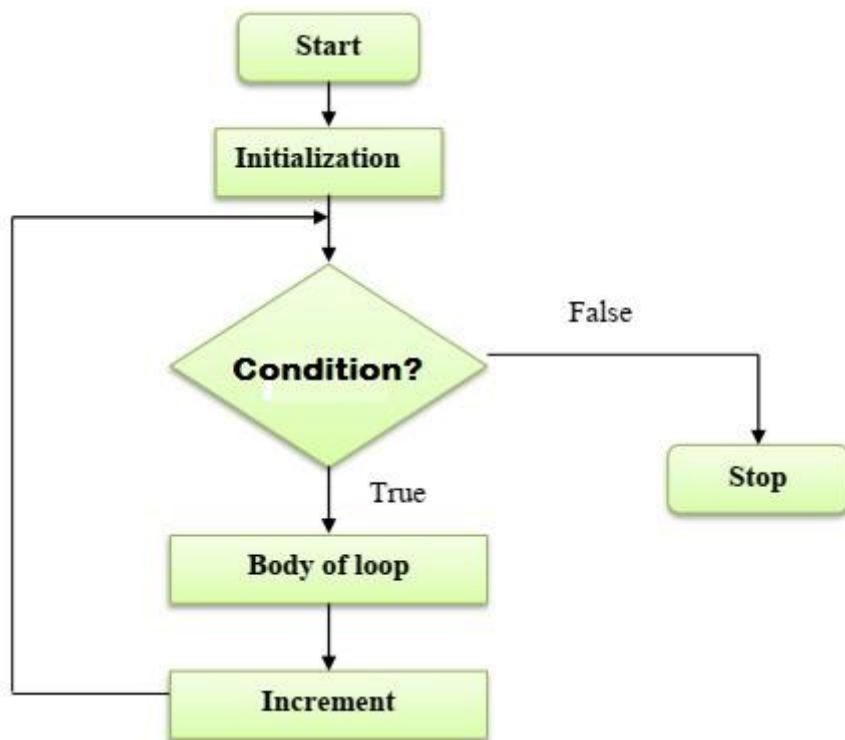 Start
Initialization
Condition?
False
True
Stop
Body of loop
Increment